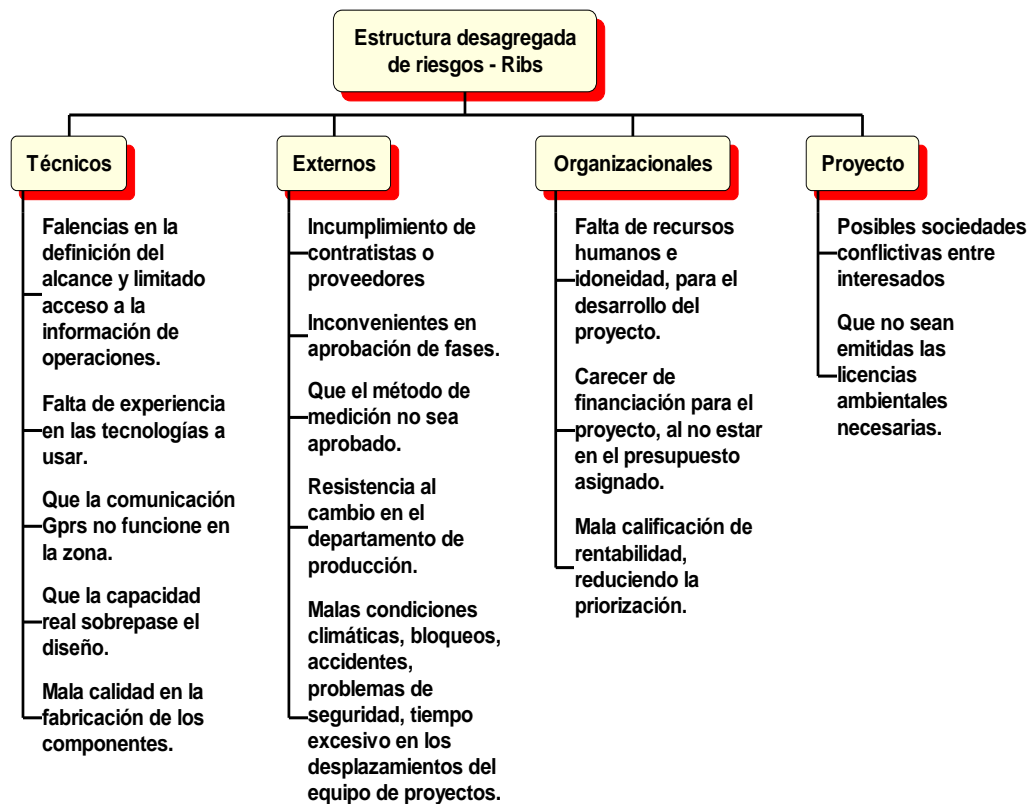 Estructura desagregada
de riesgos - Ribs
Técnicos
Falencias en la
definición del
alcance y limitado
acceso a la
información de
operaciones.
Falta de experiencia
en las tecnologías a
usar.
Que la comunicación
Gprs no funcione en
la zona.
Que la capacidad
real sobrepase el
diseño.
Mala calidad en la
fabricación de los
componentes.
Externos
Incumplimiento de
contratistas o
proveedores
Inconvenientes en
aprobación de fases.
Que el método de
medición no sea
aprobado.
Resistencia al
cambio en el
departamento de
producción.
Malas condiciones
climáticas, bloqueos,
accidentes,
problemas de
seguridad, tiempo
excesivo en los
desplazamientos del
equipo de proyectos.
Organizacionales
Falta de recursos
humanos e
idoneidad, para el
desarrollo del
proyecto.
Carecer de
financiación para el
proyecto, al no estar
en el presupuesto
asignado.
Mala calificación de
rentabilidad,
reduciendo la
priorización.
Proyecto
Posibles sociedades
conflictivas entre
interesados
Que no sean
emitidas las
licencias
ambientales
necesarias.